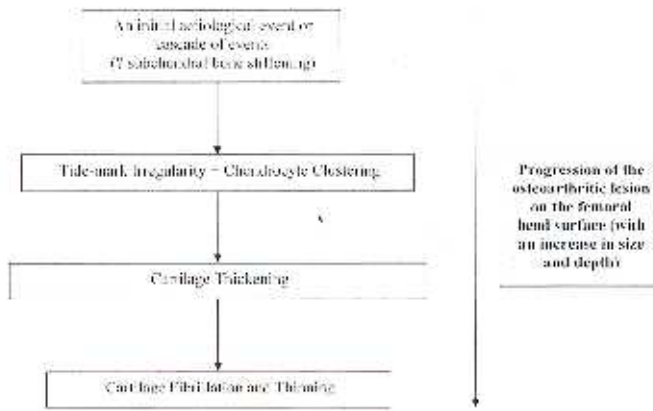 An initial aetiological event or
cascade of events
(? subchondral bone stiffening)
Tide-mark Irregularity – Chondrocyte Clustering
Cartilage Thickening
Cartilage Fibrillation and Thinning
Progression of the
osteoarthritic lesion
on the femoral
head surface (with
an increase in size
and depth)